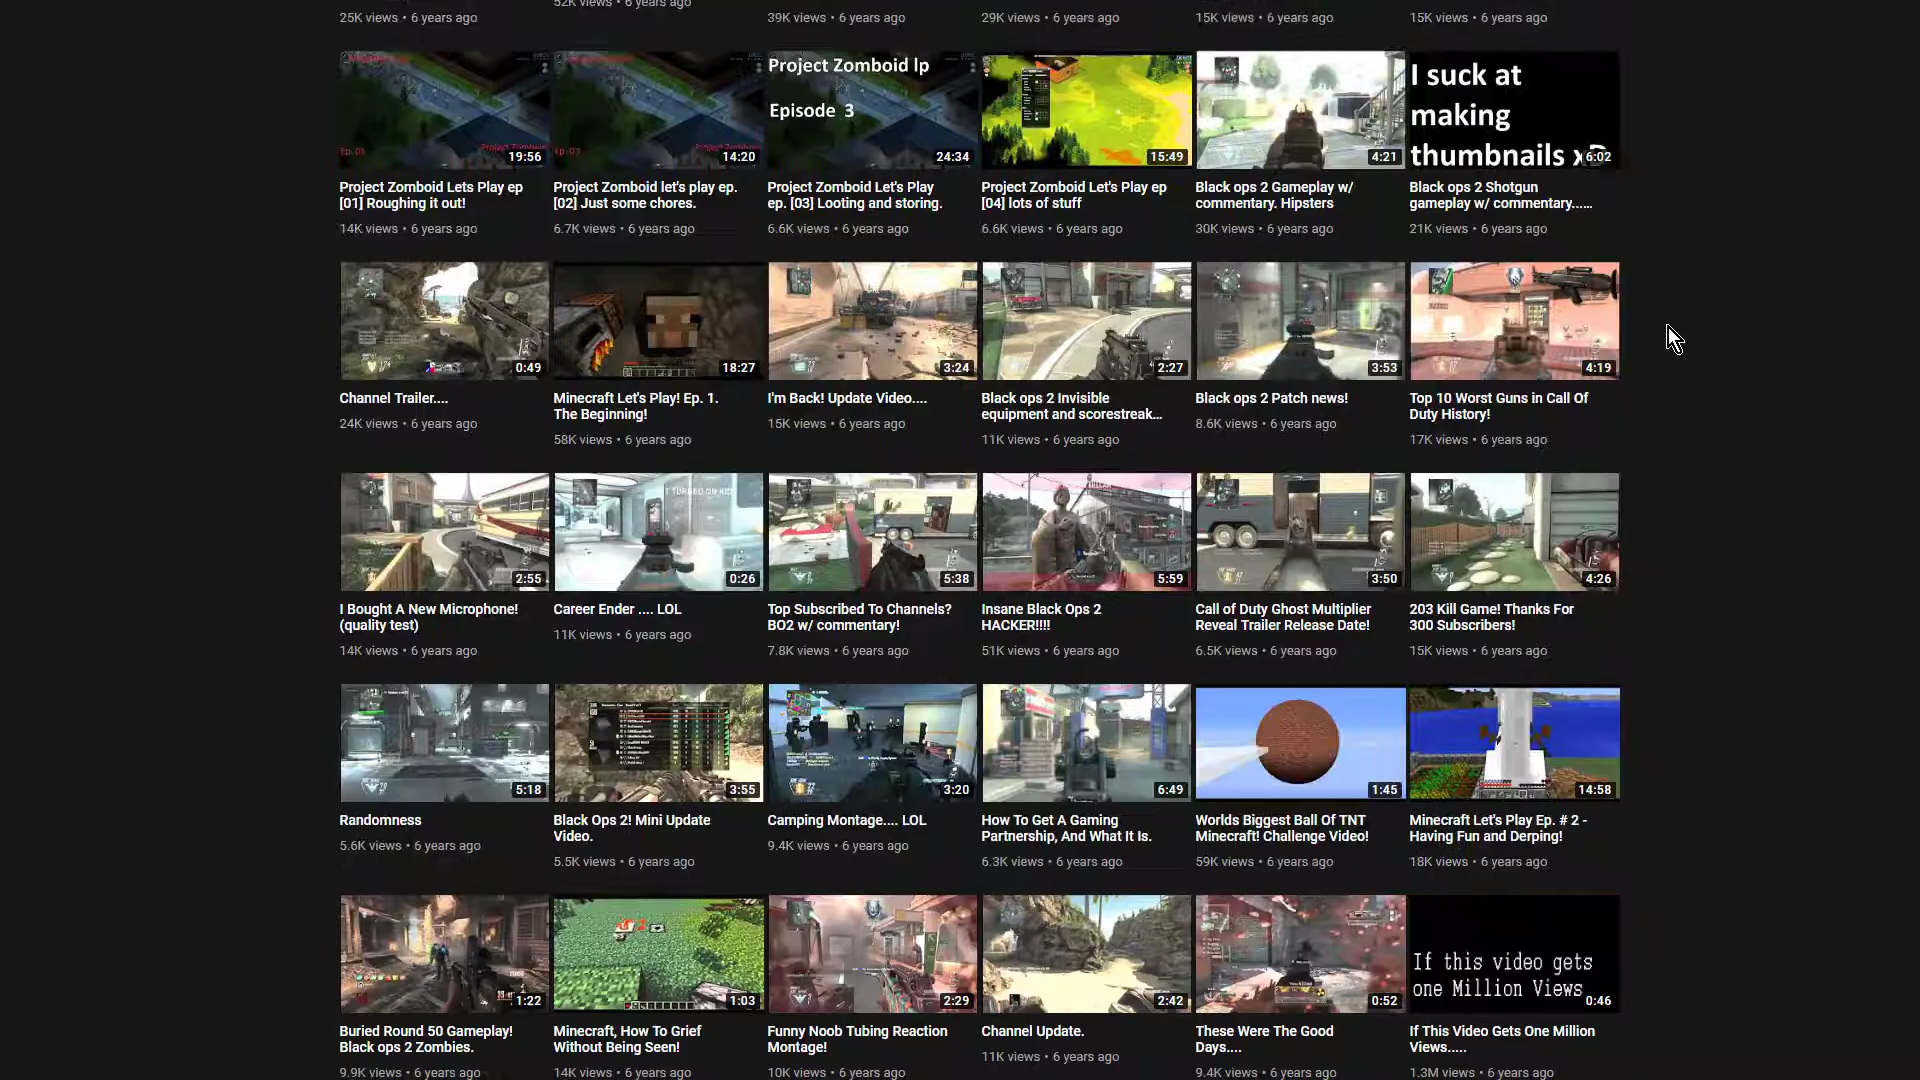 25K views • 6 years ago
52K views • 6 years ago
39K views • 6 years ago
29K views • 6 years ago
15K views • 6 years ago
15K views • 6 years ago
Ep.01
19:56
14:20
Project Zomboid lp
Episode 3
24:34
15:49
4:21
I suck at
making
thumbnails xD
6:02
Project Zomboid Lets Play ep
[01] Roughing it out!
14K views • 6 years ago
Project Zomboid let's play ep.
[02] Just some chores.
6.7K views • 6 years ago
Project Zomboid Let's Play
ep. [03] Looting and storing.
6.6K views • 6 years ago
Project Zomboid Let's Play ep
[04] lots of stuff
6.6K views • 6 years ago
Black ops 2 Gameplay w/
commentary. Hipsters
30K views • 6 years ago
Black ops 2 Shotgun
gameplay w/ commentary......
21K views • 6 years ago
0:49
18:27
3:24
2:27
3:53
4:19
Channel Trailer....
24K views • 6 years ago
Minecraft Let's Play! Ep. 1.
The Beginning!
58K views • 6 years ago
I'm Back! Update Video....
15K views • 6 years ago
Black ops 2 Invisible
equipment and scorestreak...
11K views • 6 years ago
Black ops 2 Patch news!
8.6K views • 6 years ago
Top 10 Worst Guns in Call Of
Duty History!
17K views • 6 years ago
2:55
0:26
5:38
5:59
3:50
4:26
I Bought A New Microphone!
(quality test)
14K views • 6 years ago
Career Ender .... LOL
11K views • 6 years ago
Top Subscribed To Channels?
BO2 w/ commentary!
7.8K views • 6 years ago
Insane Black Ops 2
HACKER!!!!
51K views • 6 years ago
Call of Duty Ghost Multiplier
Reveal Trailer Release Date!
6.5K views • 6 years ago
203 Kill Game! Thanks For
300 Subscribers!
15K views • 6 years ago
5:18
3:55
3:20
6:49
1:45
14:58
Randomness
5.6K views • 6 years ago
Black Ops 2! Mini Update
Video.
5.5K views • 6 years ago
Camping Montage.... LOL
9.4K views • 6 years ago
How To Get A Gaming
Partnership, And What It Is.
6.3K views • 6 years ago
Worlds Biggest Ball Of TNT
Minecraft! Challenge Video!
59K views • 6 years ago
Minecraft Let's Play Ep. # 2 -
Having Fun and Derping!
18K views • 6 years ago
1:22
1:03
2:29
2:42
0:52
If this video gets
one Million Views
0:46
Buried Round 50 Gameplay!
Black ops 2 Zombies.
9.9K views • 6 years ago
Minecraft, How To Grief
Without Being Seen!
14K views • 6 years ago
Funny Noob Tubing Reaction
Montage!
10K views • 6 years ago
Channel Update.
11K views • 6 years ago
These Were The Good
Days....
9.4K views • 6 years ago
If This Video Gets One Million
Views.....
1.3M views • 6 years ago